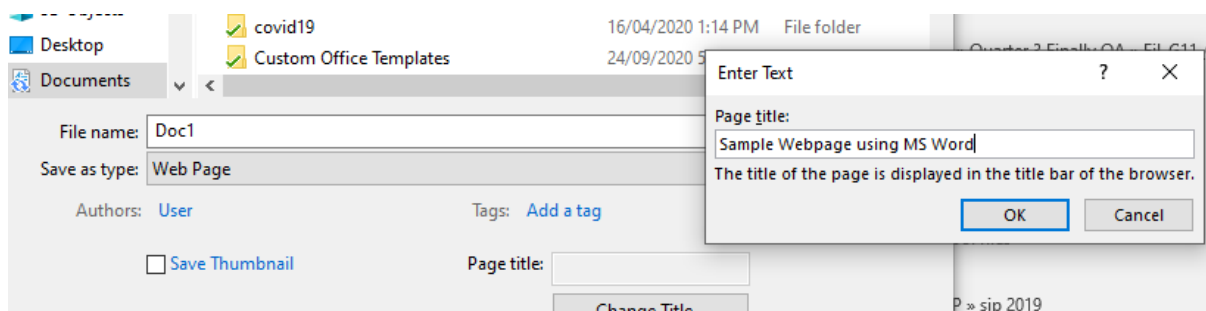 covid19 16/04/2020 1:14 PM File folder
Desktop
Custom Office Templates 24/09/2020 5
Documents
Enter Text ? X
Page title:
Sample Webpage using MS Word
The title of the page is displayed in the title bar of the browser.
OK Cancel
File name: Doc1
Save as type: Web Page
Authors: User Tags: Add a tag
Save Thumbnail Page title:
Change Title
P » sip 2019